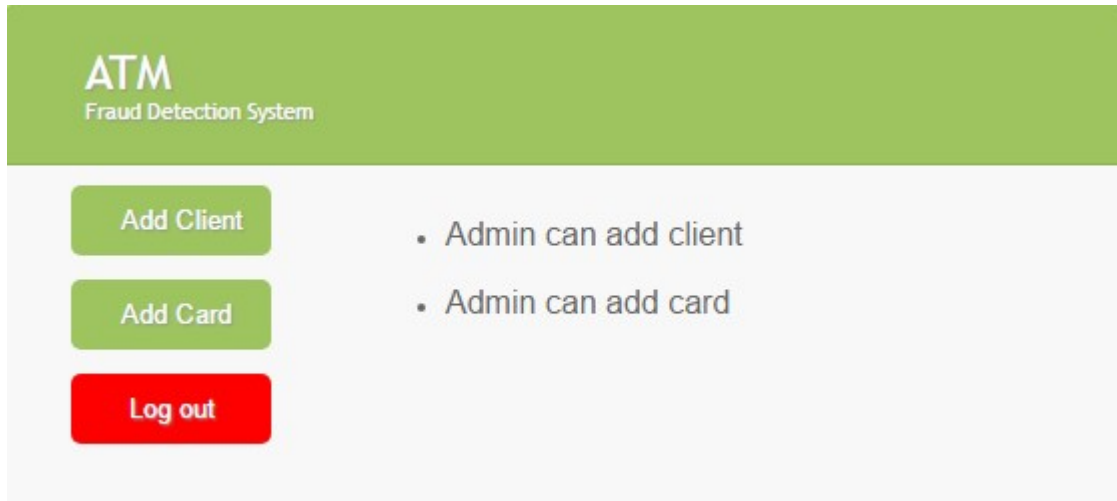 ATM
Fraud Detection System
Add Client
Add Card
Log out
Admin can add client
Admin can add card